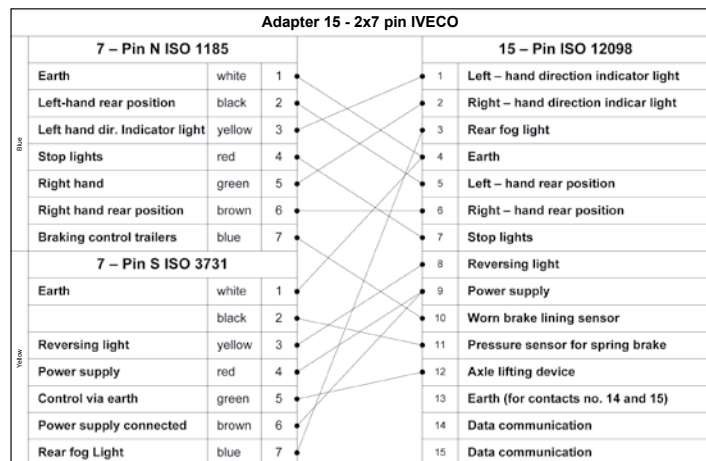 Adapter 15 - 2x7 pin IVECO
7 – Pin N ISO 1185
15 – Pin ISO 12098
Blue
Earth white 1
Left-hand rear position black 2
Left hand dir. Indicator light yellow 3
Stop lights red 4
Right hand green 5
Right hand rear position brown 6
Braking control trailers blue 7
7 – Pin S ISO 3731
Yellow
Earth white 1
black 2
Reversing light yellow 3
Power supply red 4
Control via earth green 5
Power supply connected brown 6
Rear fog Light blue 7
1 Left – hand direction indicator light
2 Right – hand direction indicar light
3 Rear fog light
4 Earth
5 Left – hand rear position
6 Right – hand rear position
7 Stop lights
8 Reversing light
9 Power supply
10 Worn brake lining sensor
11 Pressure sensor for spring brake
12 Axle lifting device
13 Earth (for contacts no. 14 and 15)
14 Data communication
15 Data communication